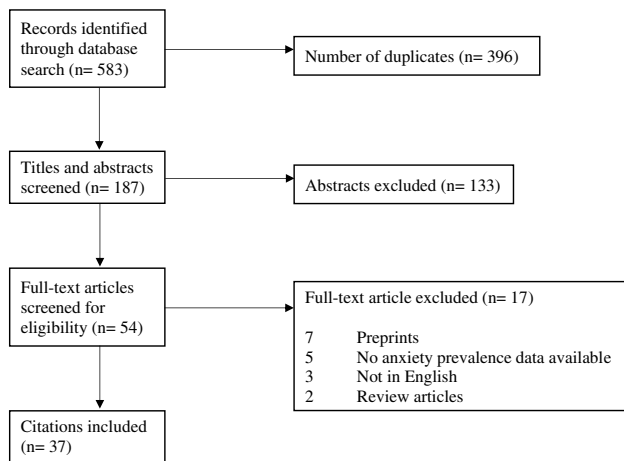 Records identified
through database
search (n= 583)
Number of duplicates (n= 396)
Titles and abstracts
screened (n= 187)
Abstracts excluded (n= 133)
Full-text articles
screened for
eligibility (n= 54)
Full-text article excluded (n= 17)
7 Preprints
5 No anxiety prevalence data available
3 Not in English
2 Review articles
Citations included
(n= 37)